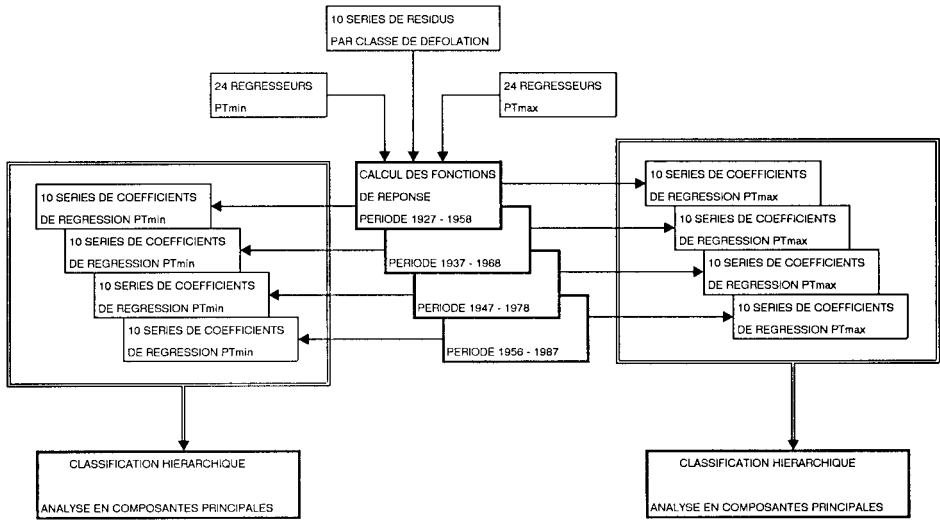 10 SERIES DE RESIDUS
PAR CLASSE DE DEFOLATION
24 REGRESSEURS
PTmin
24 REGRESSEURS
PTmax
CALCUL DES FONCTIONS
DE REPONSE
PERIODE 1927 - 1958
PERIODE 1937 - 1968
PERIODE 1947 - 1978
PERIODE 1956 - 1987
10 SERIES DE COEFFICIENTS
DE REGRESSION PTmin
10 SERIES DE COEFFICIENTS
DE REGRESSION PTmin
10 SERIES DE COEFFICIENTS
DE REGRESSION PTmin
10 SERIES DE COEFFICIENTS
DE REGRESSION PTmin
10 SERIES DE COEFFICIENTS
DE REGRESSION PTmax
10 SERIES DE COEFFICIENTS
DE REGRESSION PTmax
10 SERIES DE COEFFICIENTS
DE REGRESSION PTmax
10 SERIES DE COEFFICIENTS
DE REGRESSION PTmax
CLASSIFICATION HIERARCHIQUE
ANALYSE EN COMPOSANTES PRINCIPALES
CLASSIFICATION HIERARCHIQUE
ANALYSE EN COMPOSANTES PRINCIPALES